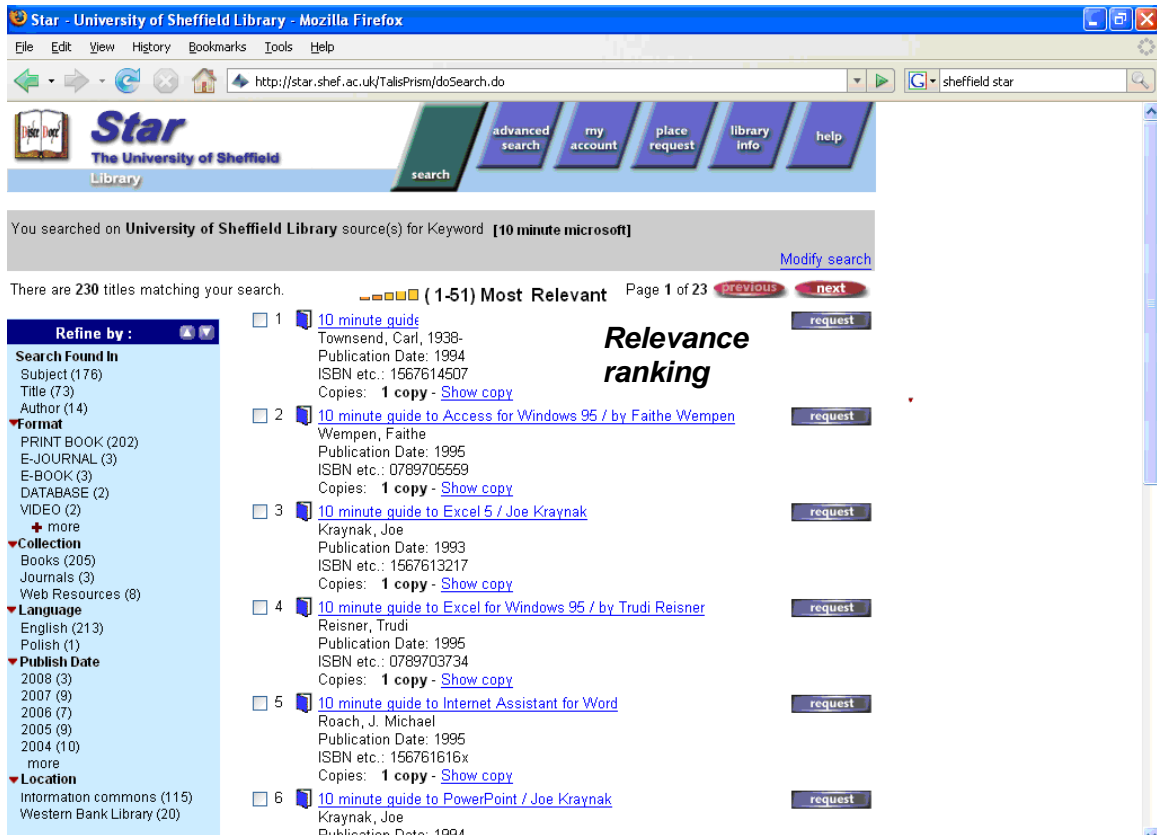 Star - University of Sheffield Library - Mozilla Firefox
File Edit View History Bookmarks Tools Help
http://star.shef.ac.uk/TalisPrism/doSearch.do
G sheffield star
Disce Doce
Star
The University of Sheffield
Library
search
advanced search
my account
place request
library info
help
You searched on University of Sheffield Library source(s) for Keyword [10 minute microsoft]
Modify search
There are 230 titles matching your search.
(1-51) Most Relevant
Page 1 of 23 previous next
Refine by :
Search Found In
Subject (176)
Title (73)
Author (14)
Format
PRINT BOOK (202)
E-JOURNAL (3)
E-BOOK (3)
DATABASE (2)
VIDEO (2)
more
Collection
Books (205)
Journals (3)
Web Resources (8)
Language
English (213)
Polish (1)
Publish Date
2008 (3)
2007 (9)
2006 (7)
2005 (9)
2004 (10)
more
Location
Information commons (115)
Western Bank Library (20)
1 10 minute guide request
Townsend, Carl, 1938-
Publication Date: 1994
ISBN etc.: 1567614507
Copies: 1 copy - Show copy
Relevance
ranking
2 10 minute guide to Access for Windows 95 / by Faithe Wempen request
Wempen, Faithe
Publication Date: 1995
ISBN etc.: 0789705559
Copies: 1 copy - Show copy
3 10 minute guide to Excel 5 / Joe Kraynak request
Kraynak, Joe
Publication Date: 1993
ISBN etc.: 1567613217
Copies: 1 copy - Show copy
4 10 minute guide to Excel for Windows 95 / by Trudi Reisner request
Reisner, Trudi
Publication Date: 1995
ISBN etc.: 0789703734
Copies: 1 copy - Show copy
5 10 minute guide to Internet Assistant for Word request
Roach, J. Michael
Publication Date: 1995
ISBN etc.: 156761616x
Copies: 1 copy - Show copy
6 10 minute guide to PowerPoint / Joe Kraynak request
Kraynak, Joe
Publication Date: 1994